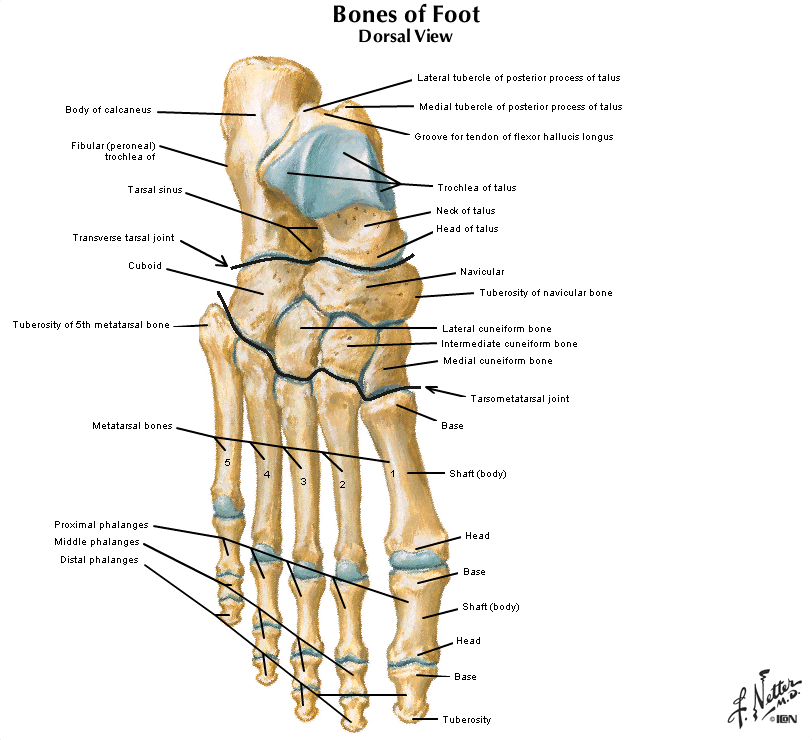 Bones of Foot
Dorsal View
Lateral tubercle of posterior process of talus
Body of calcaneus
Medial tubercle of posterior process of talus
Groove for tendon of flexor hallucis longus
Fibular (peroneal)
trochlea of
Tarsal sinus
Trochlea of talus
Neck of talus
Head of talus
Transverse tarsal joint
Cuboid
Navicular
Tuberosity of navicular bone
Tuberosity of 5th metatarsal bone
Lateral cuneiform bone
Intermediate cuneiform bone
Medial cuneiform bone
Tarsometatarsal joint
Metatarsal bones
Base
5 4 3 2 1
Shaft (body)
Proximal phalanges
Head
Middle phalanges
Distal phalanges
Base
Shaft (body)
Head
Base
Tuberosity
F. Netter
M.D.
©ICON